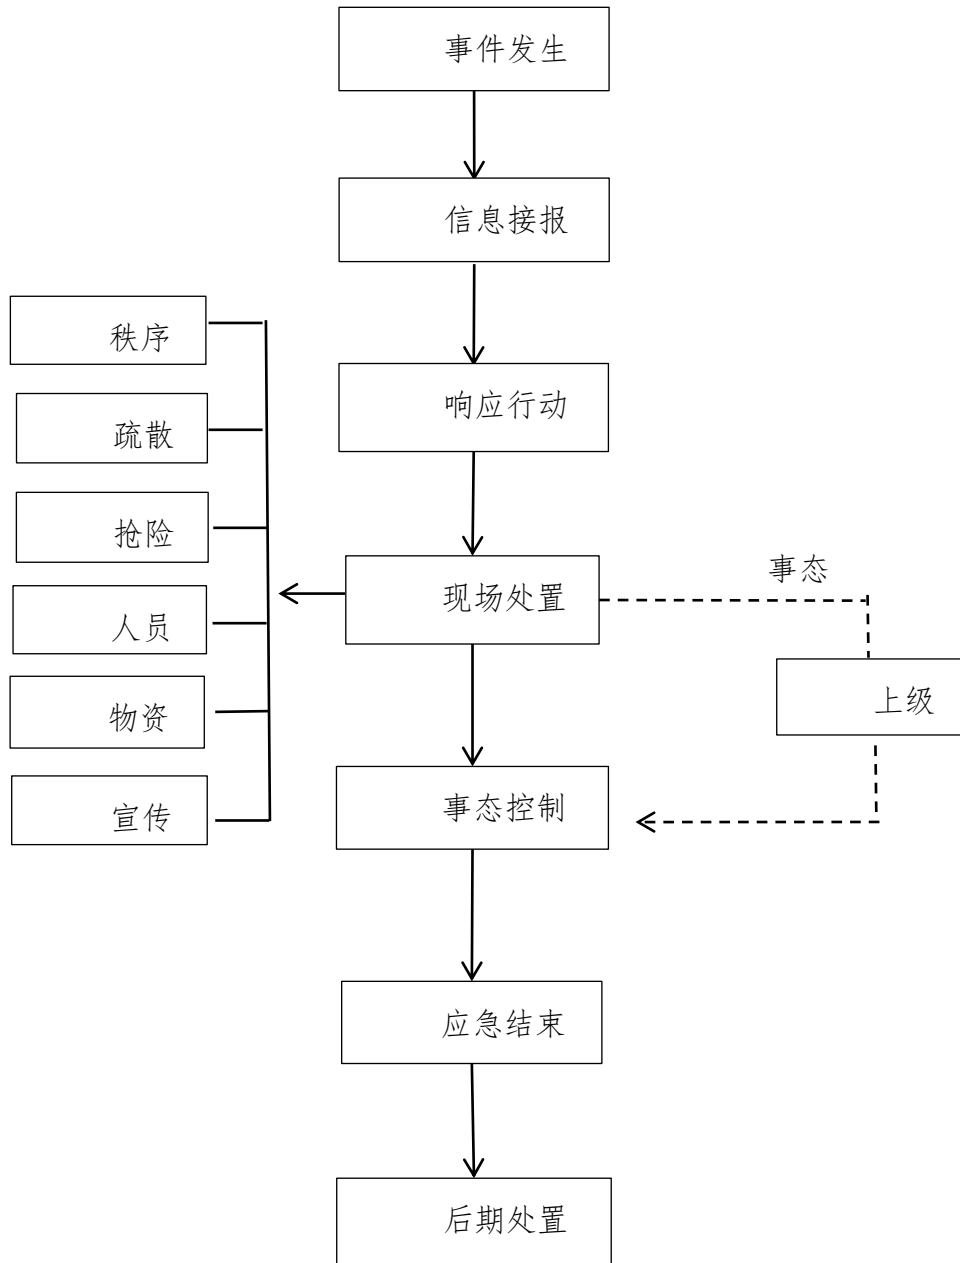 事件发生
信息接报
秩序
响应行动
疏散
抢险
事态
现场处置
人员
上级
物资
事态控制
宣传
应急结束
后期处置